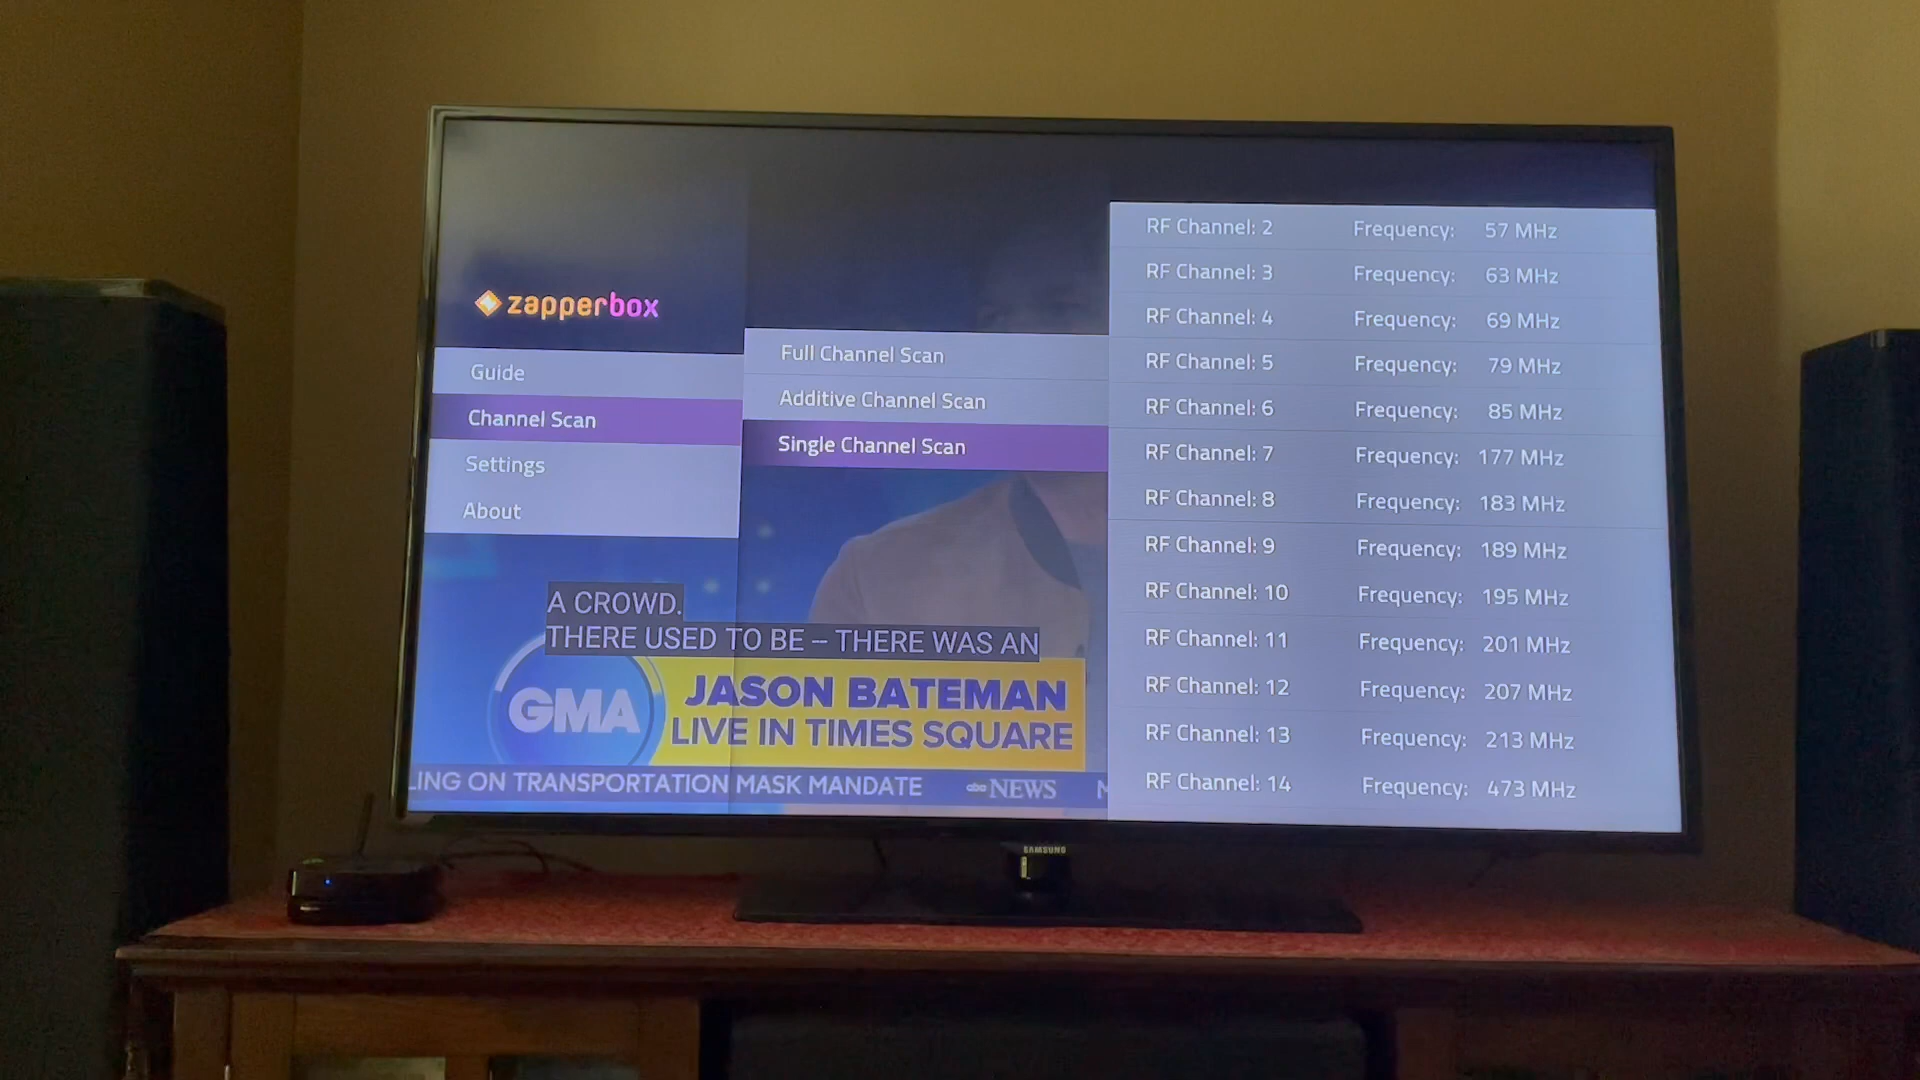 zapperbox
Guide
Channel Scan
Settings
About
Full Channel Scan
Additive Channel Scan
Single Channel Scan
RF Channel: 2 Frequency: 57 MHz
RF Channel: 3 Frequency: 63 MHz
RF Channel: 4 Frequency: 69 MHz
RF Channel: 5 Frequency: 79 MHz
RF Channel: 6 Frequency: 85 MHz
RF Channel: 7 Frequency: 177 MHz
RF Channel: 8 Frequency: 183 MHz
RF Channel: 9 Frequency: 189 MHz
RF Channel: 10 Frequency: 195 MHz
RF Channel: 11 Frequency: 201 MHz
RF Channel: 12 Frequency: 207 MHz
RF Channel: 13 Frequency: 213 MHz
RF Channel: 14 Frequency: 473 MHz
A CROWD.
THERE USED TO BE -- THERE WAS AN
GMA
JASON BATEMAN
LIVE IN TIMES SQUARE
LING ON TRANSPORTATION MASK MANDATE abc NEWS
SAMSUNG